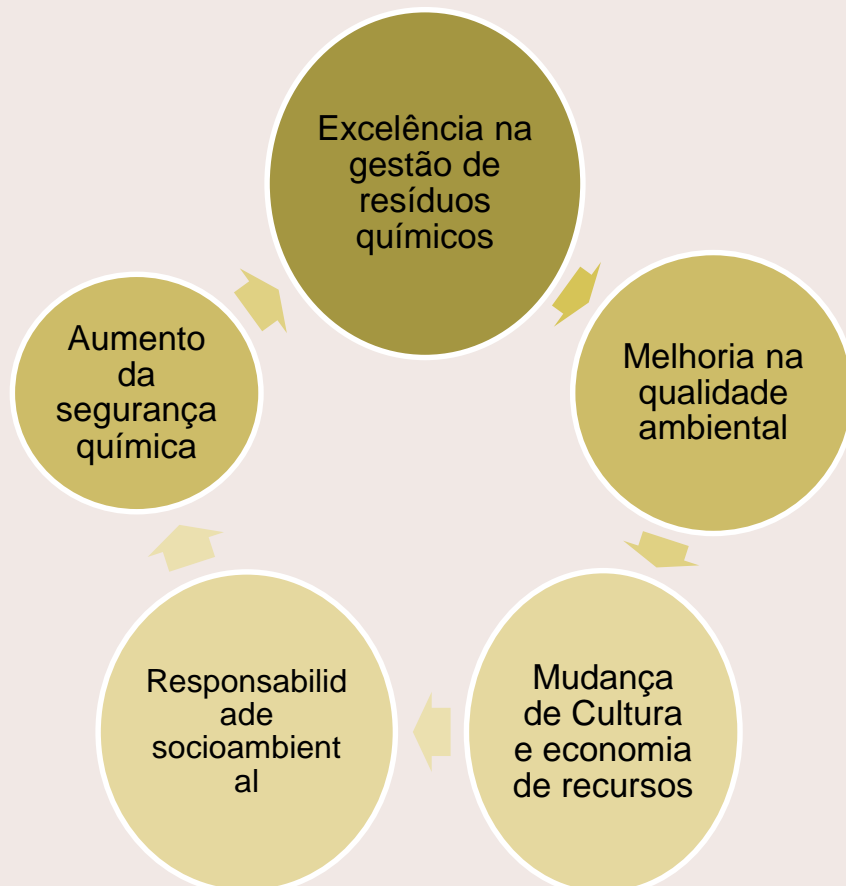 Excelência na
gestão de
resíduos
químicos
Melhoria na
qualidade
ambiental
Mudança
de Cultura
e economia
de recursos
Responsabilid
ade
socioambient
al
Aumento
da
segurança
química